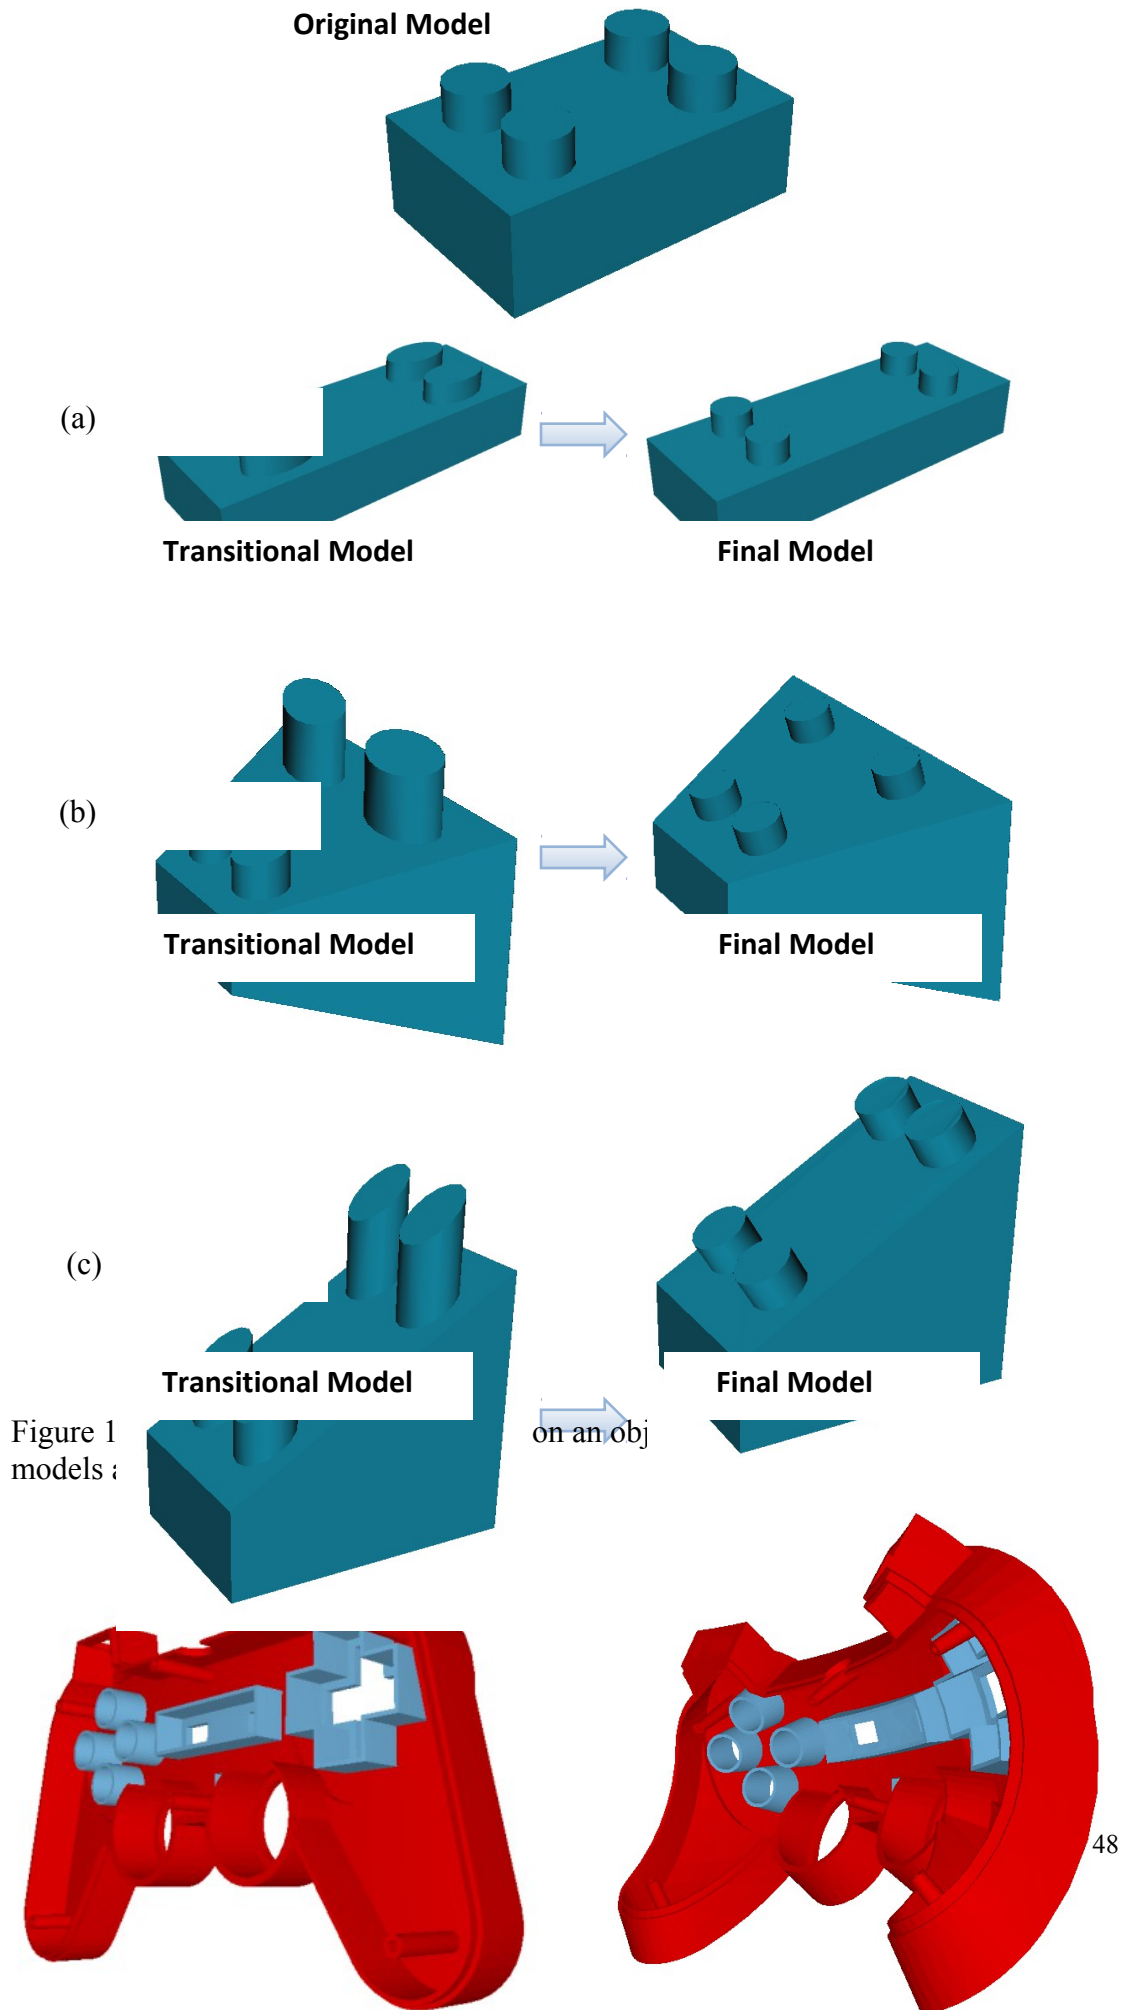 Original Model
(a)
Transitional Model Final Model
(b)
Transitional Model Final Model
(c)
Transitional Model Final Model
Figure 1 on an obj
models
48